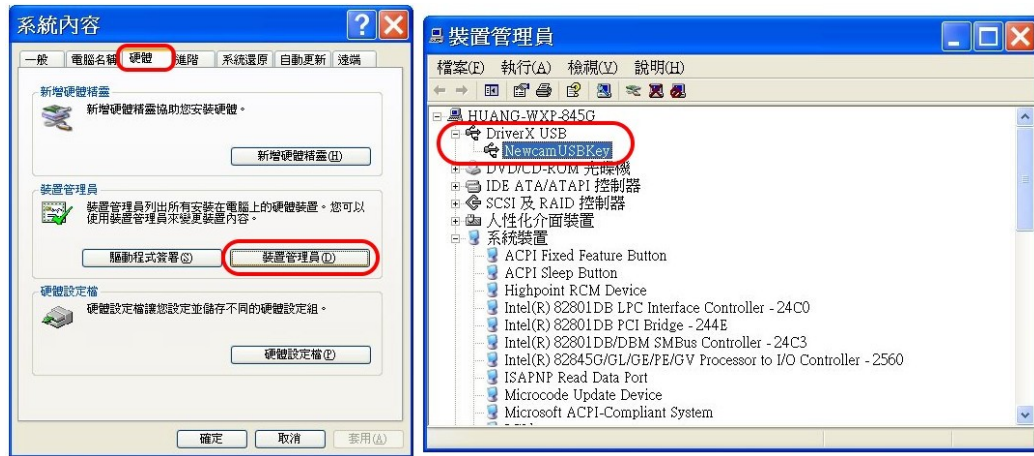 系統內容
一般 電腦名稱 硬體 進階 系統還原 自動更新 遠端
新增硬體精靈
新增硬體精靈協助您安裝硬體。
新增硬體精靈(H)
裝置管理員
裝置管理員列出所有安裝在電腦上的硬體裝置。您可以
使用裝置管理員來變更裝置內容。
驅動程式簽署(S) 裝置管理員(D)
硬體設定檔
硬體設定檔讓您設定並儲存不同的硬體設定組。
硬體設定檔(P)
確定 取消 套用(A)
裝置管理員
檔案(F) 執行(A) 檢視(V) 說明(H)
HUANG-WXP-845G
DriverX USB
NewcamUSBKey
DVD/CD-ROM 光碟機
IDE ATA/ATAPI 控制器
SCSI 及 RAID 控制器
人性化介面裝置
系統裝置
ACPI Fixed Feature Button
ACPI Sleep Button
Highpoint RCM Device
Intel(R) 82801DB LPC Interface Controller - 24C0
Intel(R) 82801DB PCI Bridge - 244E
Intel(R) 82801DB/DBM SMBus Controller - 24C3
Intel(R) 82845G/GL/GE/PE/GV Processor to I/O Controller - 2560
ISAPNP Read Data Port
Microcode Update Device
Microsoft ACPI-Compliant System